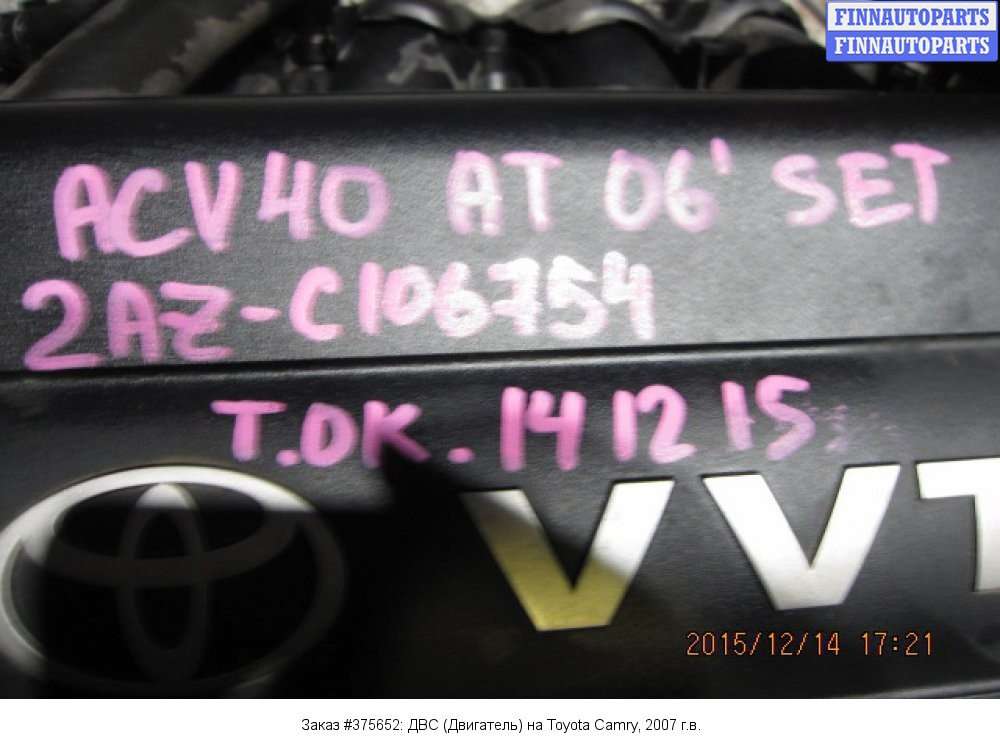 FINNAUTOPARTS
FINNAUTOPARTS
ACV40 AT 06' SET
2AZ-C106754
T.OK. 14 12 15
VVT
2015/12/14 17:21
Заказ #375652: ДВС (Двигатель) на Toyota Camry, 2007 г.в.